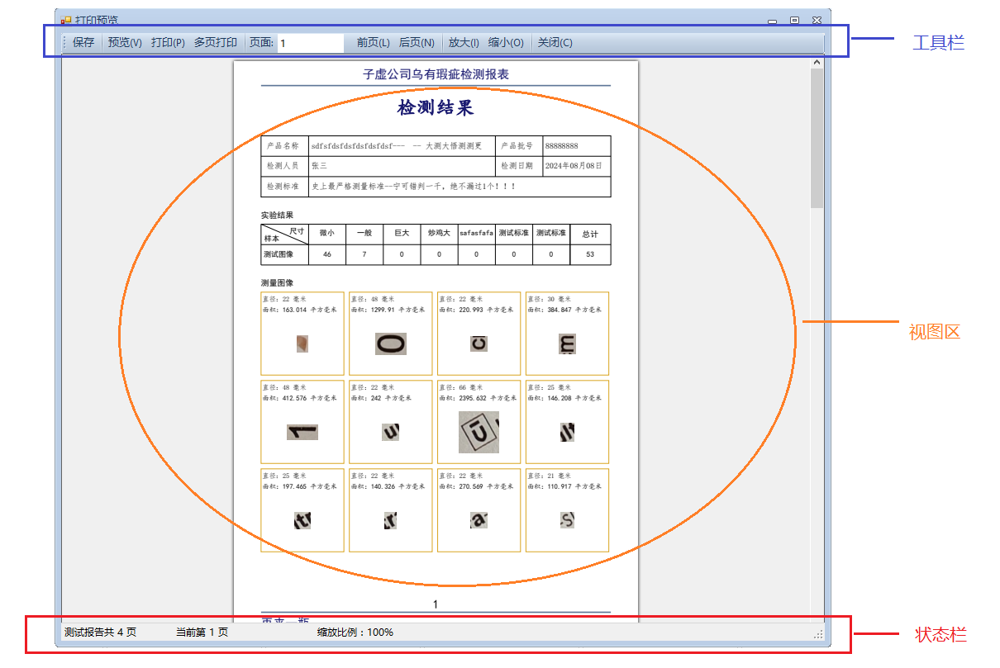 打印预览
保存 预览(V) 打印(P) 多页打印 页面: 1 前页(L) 后页(N) 放大(I) 缩小(O) 关闭(C)
工具栏
子虚公司乌有瑕疵检测报表
检测结果
产品名称 sdfsfdsfdsfdsfdsfdsf--- -- 大测大悟测测更 产品批号 88888888
检测人员 张三 检测日期 2024年08月08日
检测标准 史上最严格测量标准--宁可错判一千, 绝不漏过1个! ! !
实验结果
尺寸 样本 微小 一般 巨大 炒鸡大 safasfafa 测试标准 测试标准 总计
测试图像 46 7 0 0 0 0 0 53
测量图像
直径: 22 毫米 直径: 48 毫米 直径: 22 毫米 直径: 30 毫米
面积: 163.014 平方毫米 面积: 1299.91 平方毫米 面积: 220.993 平方毫米 面积: 384.847 平方毫米
O c m
视图区
直径: 48 毫米 直径: 22 毫米 直径: 66 毫米 直径: 25 毫米
面积: 412.576 平方毫米 面积: 242 平方毫米 面积: 2395.632 平方毫米 面积: 146.208 平方毫米
1 u
直径: 25 毫米 直径: 22 毫米 直径: 22 毫米 直径: 21 毫米
面积: 197.465 平方毫米 面积: 140.326 平方毫米 面积: 270.569 平方毫米 面积: 110.917 平方毫米
t r a s
1
测试报告共 4 页 当前第 1 页 缩放比例：100%
状态栏